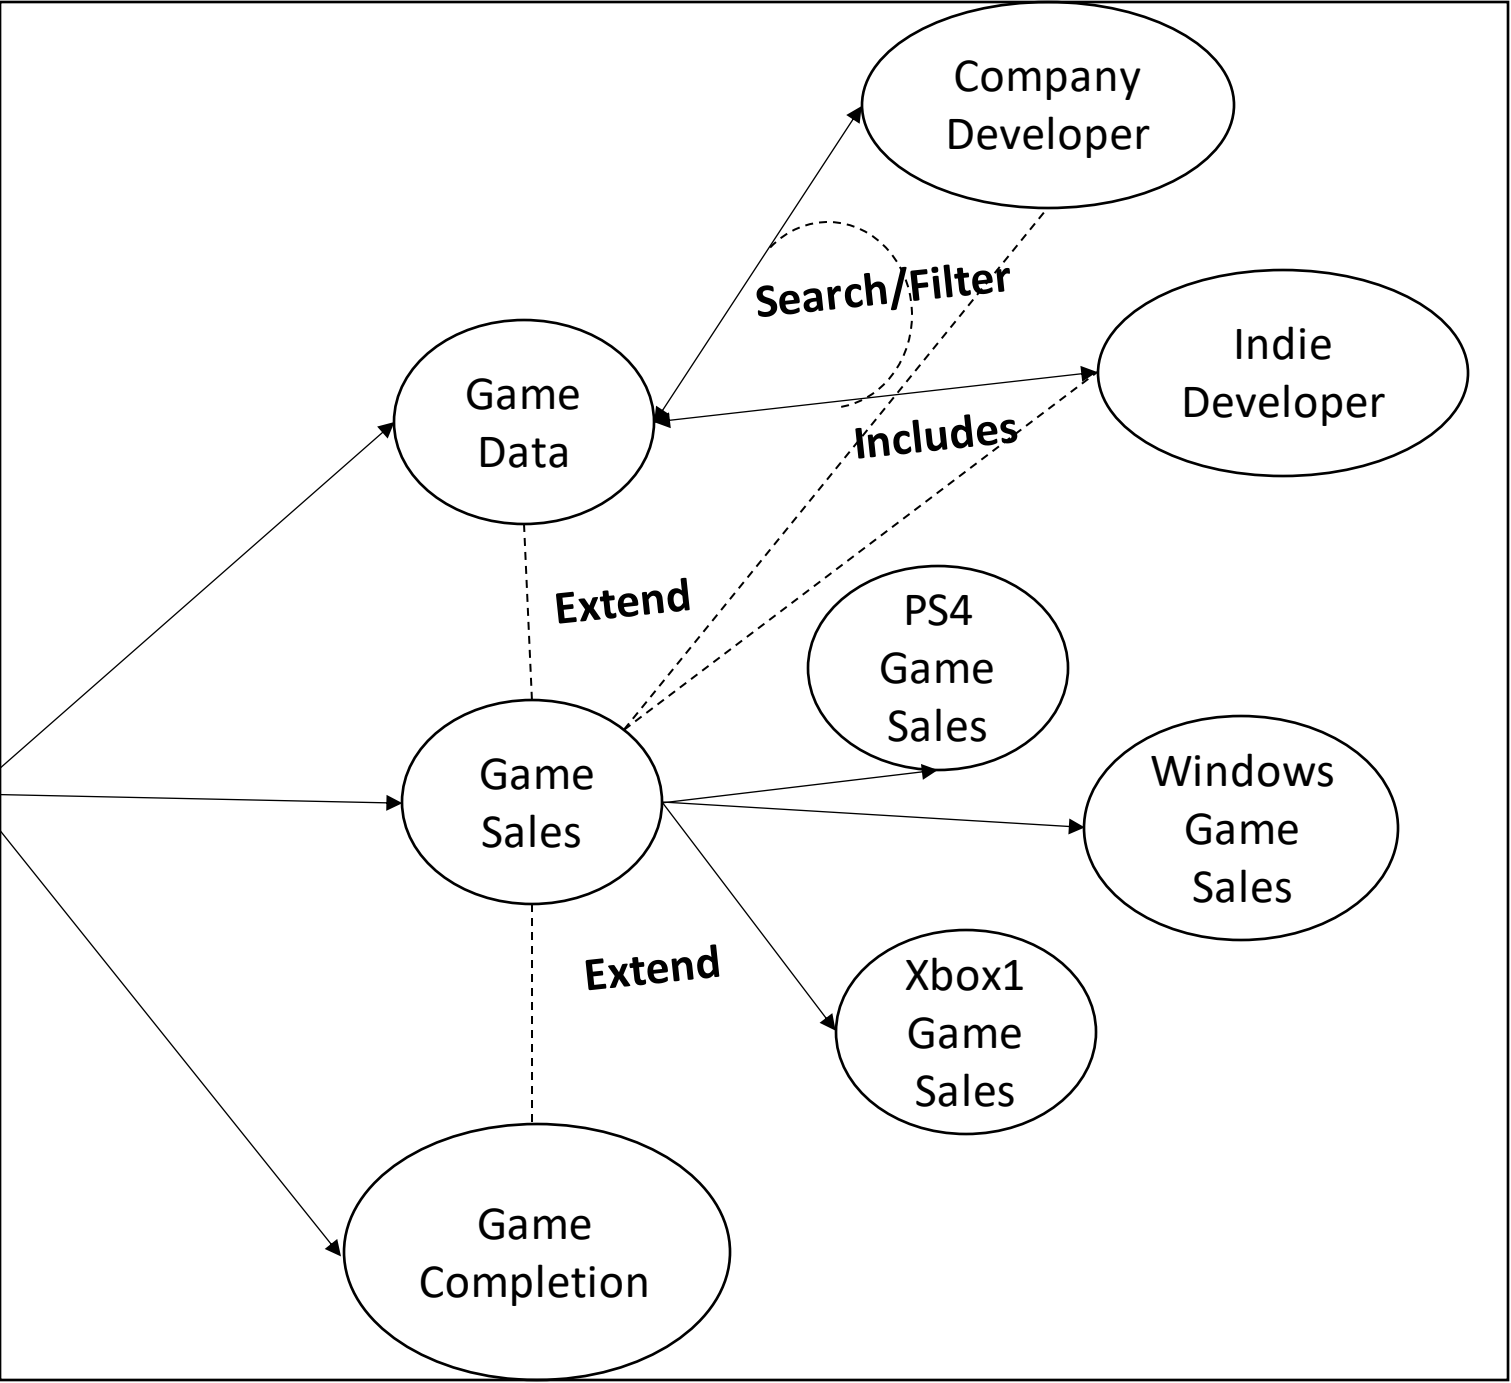 Company
Developer
Search/Filter
Indie
Developer
Game
Data
Includes
Extend
PS4
Game
Sales
Game
Sales
Windows
Game
Sales
Extend
Xbox1
Game
Sales
Game
Completion